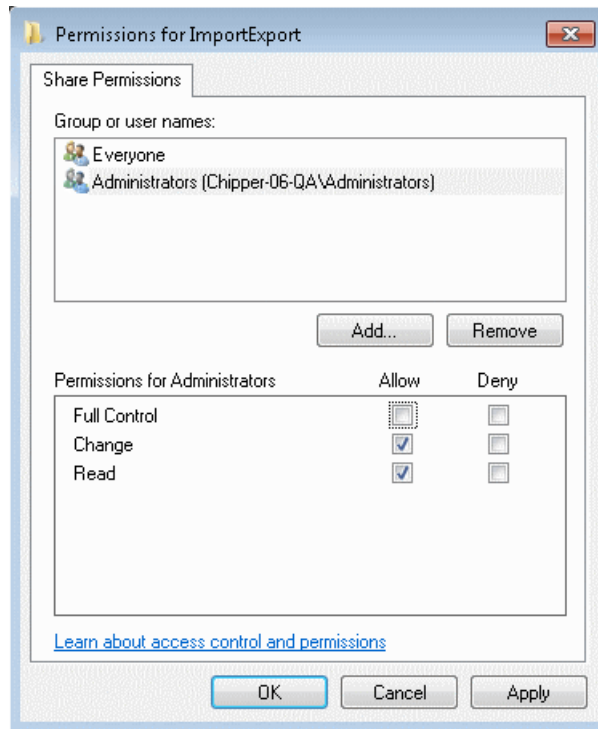 Permissions for ImportExport
Share Permissions
Group or user names:
Everyone
Administrators (Chipper-06-QA\Administrators)
Add... Remove
Permissions for Administrators Allow Deny
Full Control
Change
Read
Learn about access control and permissions
OK Cancel Apply